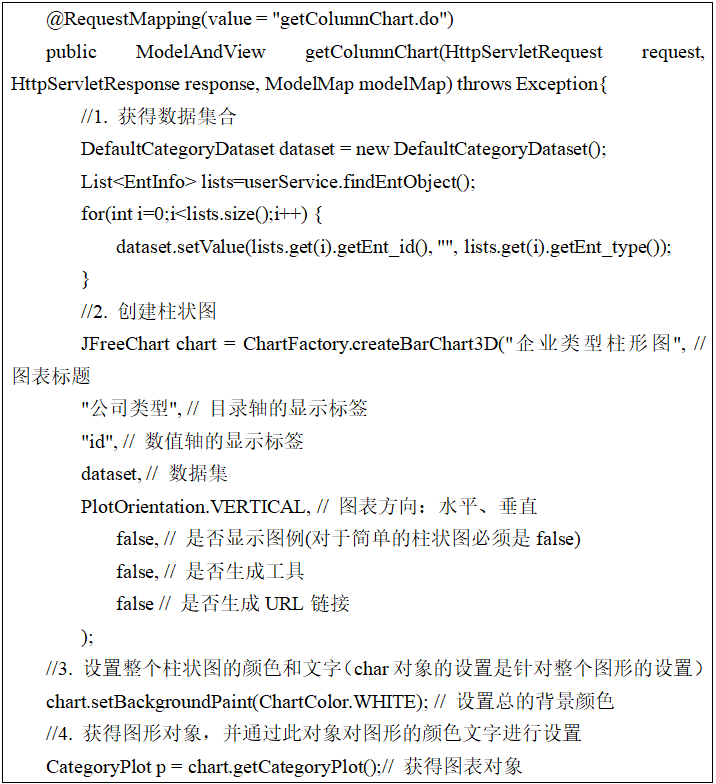 @RequestMapping(value = "getColumnChart.do")
public ModelAndView getColumnChart(HttpServletRequest request,
HttpServletResponse response, ModelMap modelMap) throws Exception{
//1. 获得数据集合
DefaultCategoryDataset dataset = new DefaultCategoryDataset();
List<EntInfo> lists=userService.findEntObject();
for(int i=0;i<lists.size();i++) {
dataset.setValue(lists.get(i).getEnt_id(), "", lists.get(i).getEnt_type());
}
//2. 创建柱状图
JFreeChart chart = ChartFactory.createBarChart3D("企业类型柱形图", //
图表标题
"公司类型", // 目录轴的显示标签
"id", // 数值轴的显示标签
dataset, // 数据集
PlotOrientation.VERTICAL, // 图表方向：水平、垂直
false, // 是否显示图例(对于简单的柱状图必须是 false)
false, // 是否生成工具
false // 是否生成 URL 链接
);
//3. 设置整个柱状图的颜色和文字（char 对象的设置是针对整个图形的设置）
chart.setBackgroundPaint(ChartColor.WHITE); // 设置总的背景颜色
//4. 获得图形对象，并通过此对象对图形的颜色文字进行设置
CategoryPlot p = chart.getCategoryPlot();// 获得图表对象